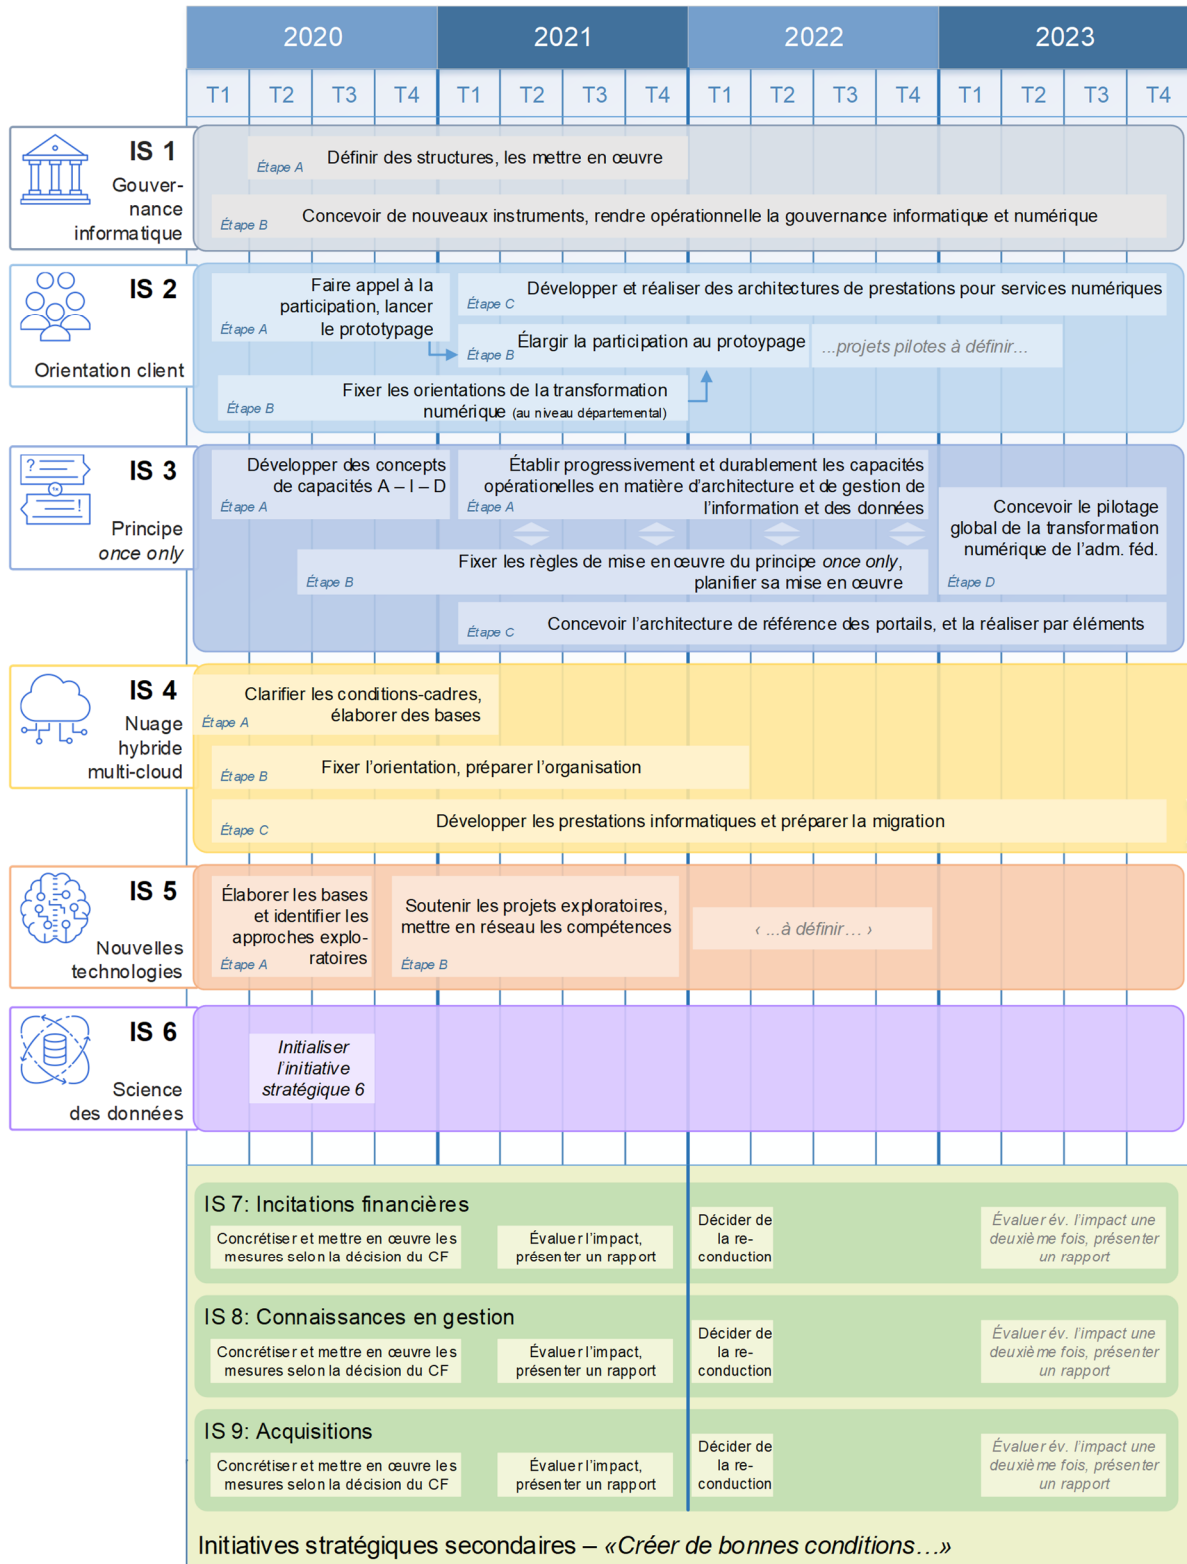 2020 2021 2022 2023
T1 T2 T3 T4 T1 T2 T3 T4 T1 T2 T3 T4 T1 T2 T3 T4
IS 1
Gouver-
nance
informatique
Étape A
Définir des structures, les mettre en œuvre
Étape B
Concevoir de nouveaux instruments, rendre opérationnelle la gouvernance informatique et numérique
IS 2
Orientation client
Faire appel à la
participation, lancer
le prototypage
Étape A
Développer et réaliser des architectures de prestations pour services numériques
Étape C
Élargir la participation au protoypage
Étape B
...projets pilotes à définir...
Fixer les orientations de la transformation
numérique (au niveau départemental)
Étape B
IS 3
Principe
once only
Développer des concepts
de capacités A – I – D
Étape A
Établir progressivement et durablement les capacités
opérationelles en matière d'architecture et de gestion de
l'information et des données
Étape A
Concevoir le pilotage
global de la transformation
numérique de l'adm. féd.
Étape D
Fixer les règles de mise en œuvre du principe once only,
planifier sa mise en œuvre
Étape B
Concevoir l'architecture de référence des portails, et la réaliser par éléments
Étape C
IS 4
Nuage
hybride
multi-cloud
Clarifier les conditions-cadres,
élaborer des bases
Étape A
Fixer l'orientation, préparer l'organisation
Étape B
Développer les prestations informatiques et préparer la migration
Étape C
IS 5
Nouvelles
technologies
Élaborer les bases
et identifier les
approches explo-
ratoires
Étape A
Soutenir les projets exploratoires,
mettre en réseau les compétences
Étape B
‹ ...à définir... ›
IS 6
Science
des données
Initialiser
l'initiative
stratégique 6
IS 7: Incitations financières
Concrétiser et mettre en œuvre les
mesures selon la décision du CF
Évaluer l'impact,
présenter un rapport
Décider de
la re-
conduction
Évaluer év. l'impact une
deuxième fois, présenter
un rapport
IS 8: Connaissances en gestion
Concrétiser et mettre en œuvre les
mesures selon la décision du CF
Évaluer l'impact,
présenter un rapport
Décider de
la re-
conduction
Évaluer év. l'impact une
deuxième fois, présenter
un rapport
IS 9: Acquisitions
Concrétiser et mettre en œuvre les
mesures selon la décision du CF
Évaluer l'impact,
présenter un rapport
Décider de
la re-
conduction
Évaluer év. l'impact une
deuxième fois, présenter
un rapport
Initiatives stratégiques secondaires – «Créer de bonnes conditions...»